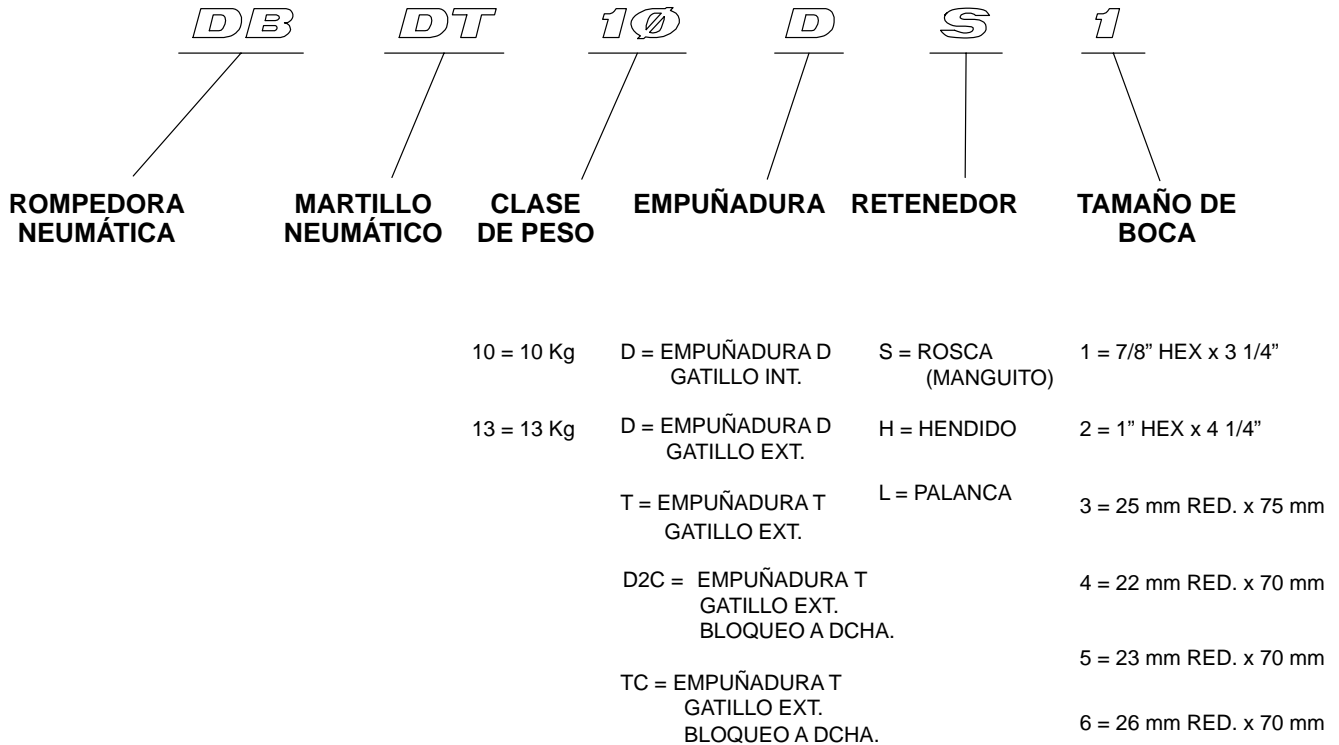 DB DT 1Ø D S 1
ROMPEDORA NEUMÁTICA
MARTILLO NEUMÁTICO
CLASE DE PESO
EMPUÑADURA
RETENEDOR
TAMAÑO DE BOCA
10 = 10 Kg
13 = 13 Kg
D = EMPUÑADURA D
GATILLO INT.
D = EMPUÑADURA D
GATILLO EXT.
T = EMPUÑADURA T
GATILLO EXT.
D2C = EMPUÑADURA T
GATILLO EXT.
BLOQUEO A DCHA.
TC = EMPUÑADURA T
GATILLO EXT.
BLOQUEO A DCHA.
S = ROSCA
(MANGUITO)
H = HENDIDO
L = PALANCA
1 = 7/8” HEX x 3 1/4”
2 = 1” HEX x 4 1/4”
3 = 25 mm RED. x 75 mm
4 = 22 mm RED. x 70 mm
5 = 23 mm RED. x 70 mm
6 = 26 mm RED. x 70 mm